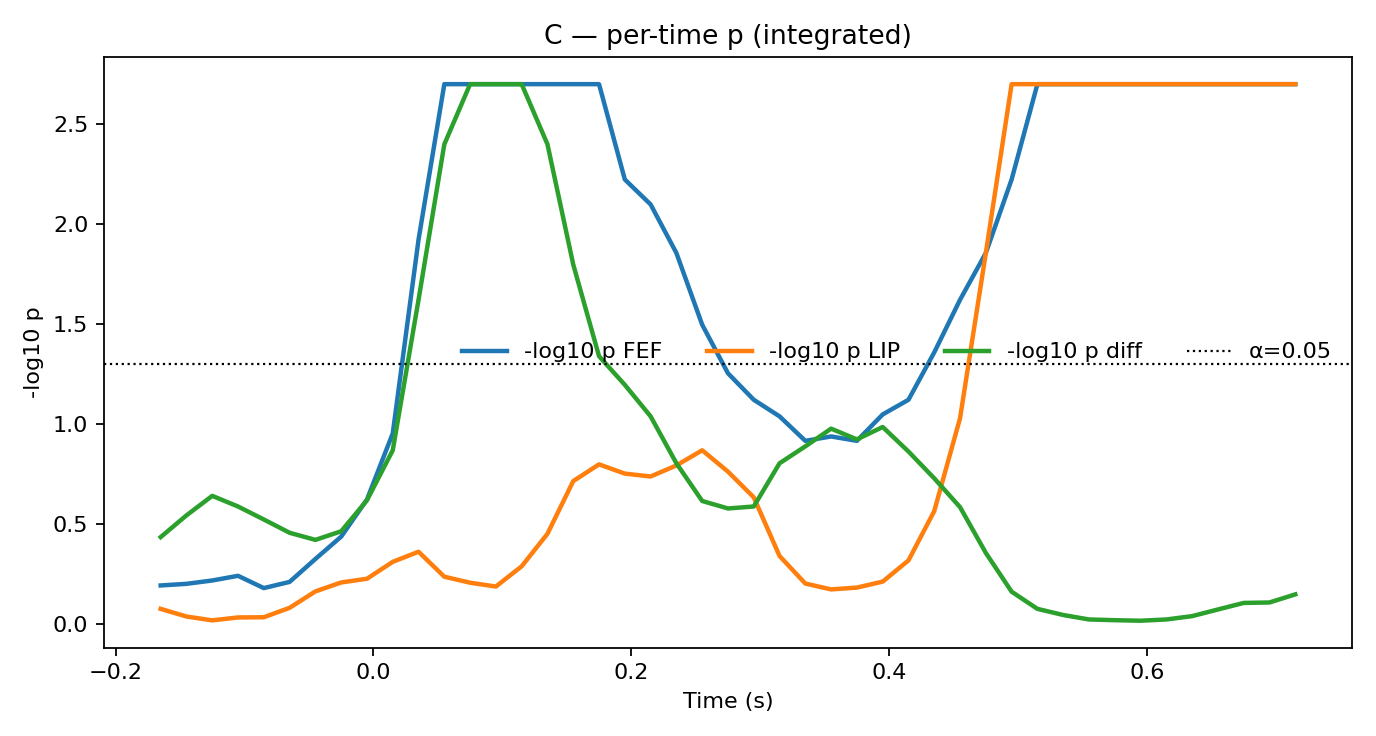 C — per-time p (integrated)
-log10 p
2.5
2.0
1.5
1.0
0.5
0.0
-log10 p FEF
-log10 p LIP
-log10 p diff
α=0.05
−0.2
0.0
0.2
0.4
0.6
Time (s)